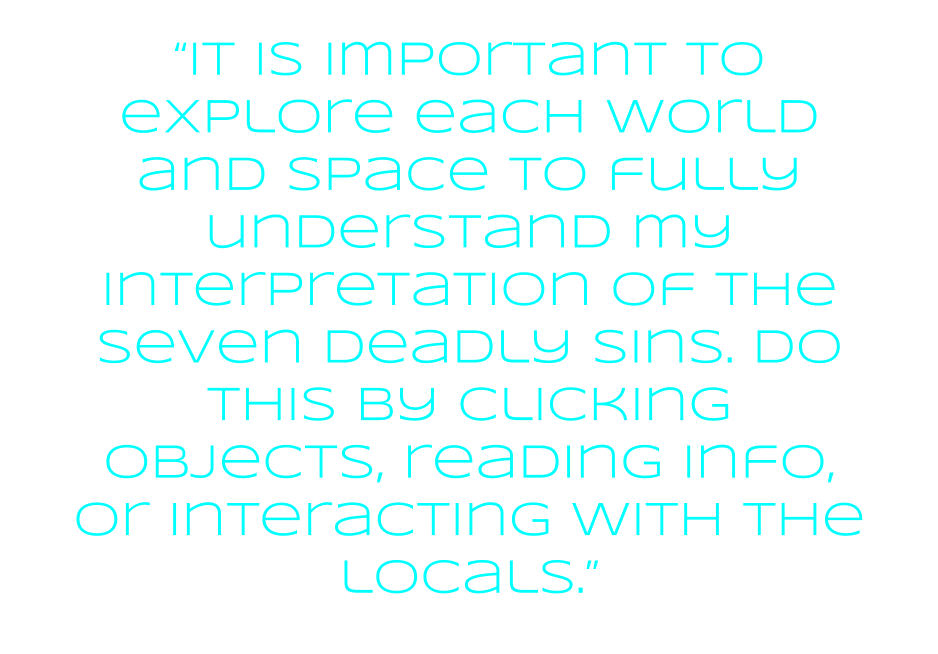 “It is important to
explore each world
and space to fully
understand my
interpretation of the
seven deadly sins. Do
this by clicking
objects, reading info,
or interacting with the
locals.”